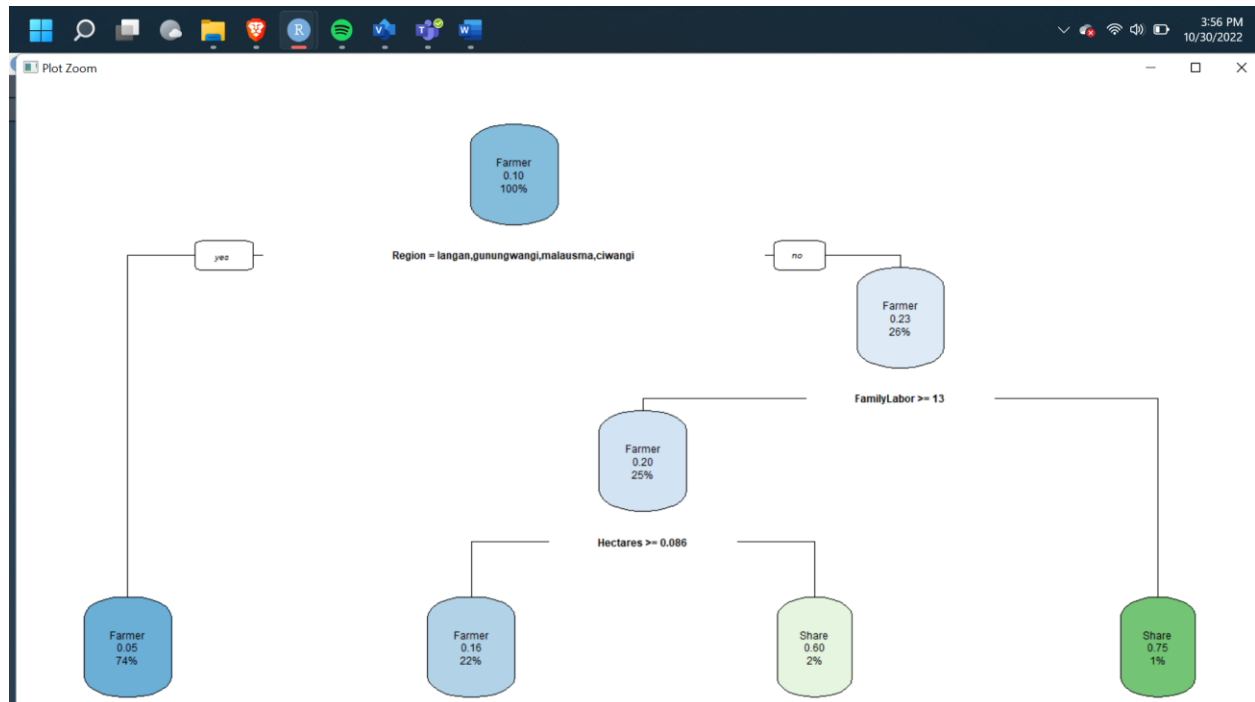 3:56 PM
10/30/2022
Plot Zoom
Farmer
0.10
100%
yes
Region = langan,gunungwangi,malausma,ciwangi
no
Farmer
0.23
26%
FamilyLabor >= 13
Farmer
0.20
25%
Hectares >= 0.086
Farmer
0.05
74%
Farmer
0.16
22%
Share
0.60
2%
Share
0.75
1%